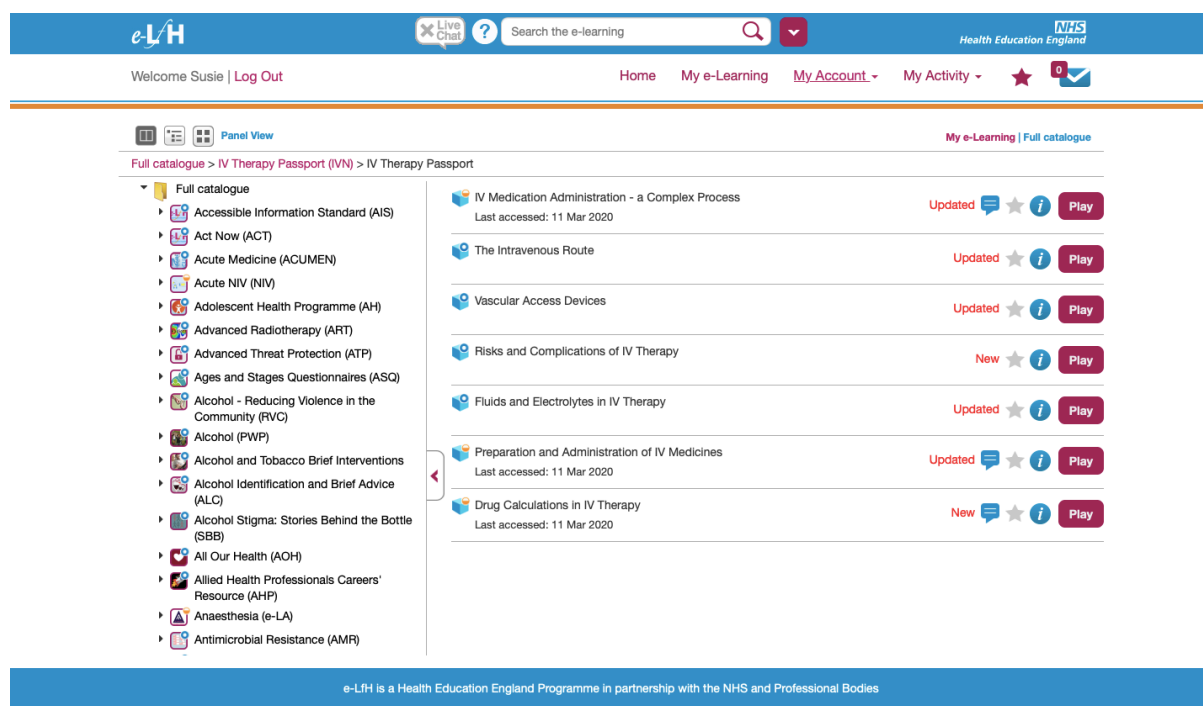 e-LfH
Live Chat
?
Search the e-learning
NHS
Health Education England
Welcome Susie | Log Out
Home
My e-Learning
My Account
My Activity
0
Panel View
My e-Learning | Full catalogue
Full catalogue > IV Therapy Passport (IVN) > IV Therapy Passport
Full catalogue
Accessible Information Standard (AIS)
Act Now (ACT)
Acute Medicine (ACUMEN)
Acute NIV (NIV)
Adolescent Health Programme (AH)
Advanced Radiotherapy (ART)
Advanced Threat Protection (ATP)
Ages and Stages Questionnaires (ASQ)
Alcohol - Reducing Violence in the
Community (RVC)
Alcohol (PWP)
Alcohol and Tobacco Brief Interventions
Alcohol Identification and Brief Advice
(ALC)
Alcohol Stigma: Stories Behind the Bottle
(SBB)
All Our Health (AOH)
Allied Health Professionals Careers'
Resource (AHP)
Anaesthesia (e-LA)
Antimicrobial Resistance (AMR)
IV Medication Administration - a Complex Process
Last accessed: 11 Mar 2020
Updated
i
Play
The Intravenous Route
Updated
i
Play
Vascular Access Devices
Updated
i
Play
Risks and Complications of IV Therapy
New
i
Play
Fluids and Electrolytes in IV Therapy
Updated
i
Play
Preparation and Administration of IV Medicines
Last accessed: 11 Mar 2020
Updated
i
Play
Drug Calculations in IV Therapy
Last accessed: 11 Mar 2020
New
i
Play
e-LfH is a Health Education England Programme in partnership with the NHS and Professional Bodies